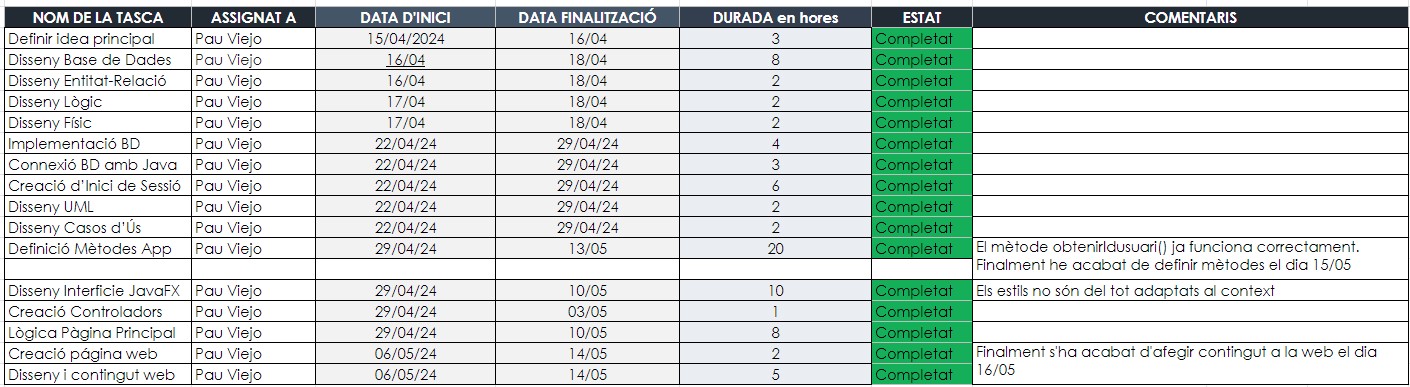 NOM DE LA TASCA ASSIGNAT A DATA D'INICI DATA FINALITZACIÓ DURADA en hores ESTAT COMENTARIS
Definir idea principal Pau Viejo 15/04/2024 16/04 3 Completat
Disseny Base de Dades Pau Viejo 16/04 18/04 8 Completat
Disseny Entitat-Relació Pau Viejo 16/04 18/04 2 Completat
Disseny Lògic Pau Viejo 17/04 18/04 2 Completat
Disseny Físic Pau Viejo 17/04 18/04 2 Completat
Implementació BD Pau Viejo 22/04/24 29/04/24 4 Completat
Connexió BD amb Java Pau Viejo 22/04/24 29/04/24 3 Completat
Creació d'Inici de Sessió Pau Viejo 22/04/24 29/04/24 6 Completat
Disseny UML Pau Viejo 22/04/24 29/04/24 2 Completat
Disseny Casos d'Ús Pau Viejo 22/04/24 29/04/24 2 Completat
Definició Mètodes App Pau Viejo 29/04/24 13/05 20 Completat El mètode obtenirIdusuari() ja funciona correctament.
Finalment he acabat de definir mètodes el dia 15/05
Disseny Interfície JavaFX Pau Viejo 29/04/24 10/05 10 Completat Els estils no són del tot adaptats al context
Creació Controladors Pau Viejo 29/04/24 03/05 1 Completat
Lògica Pàgina Principal Pau Viejo 29/04/24 10/05 8 Completat
Creació página web Pau Viejo 06/05/24 14/05 2 Completat Finalment s'ha acabat d'afegir contingut a la web el dia
16/05
Disseny i contingut web Pau Viejo 06/05/24 14/05 5 Completat